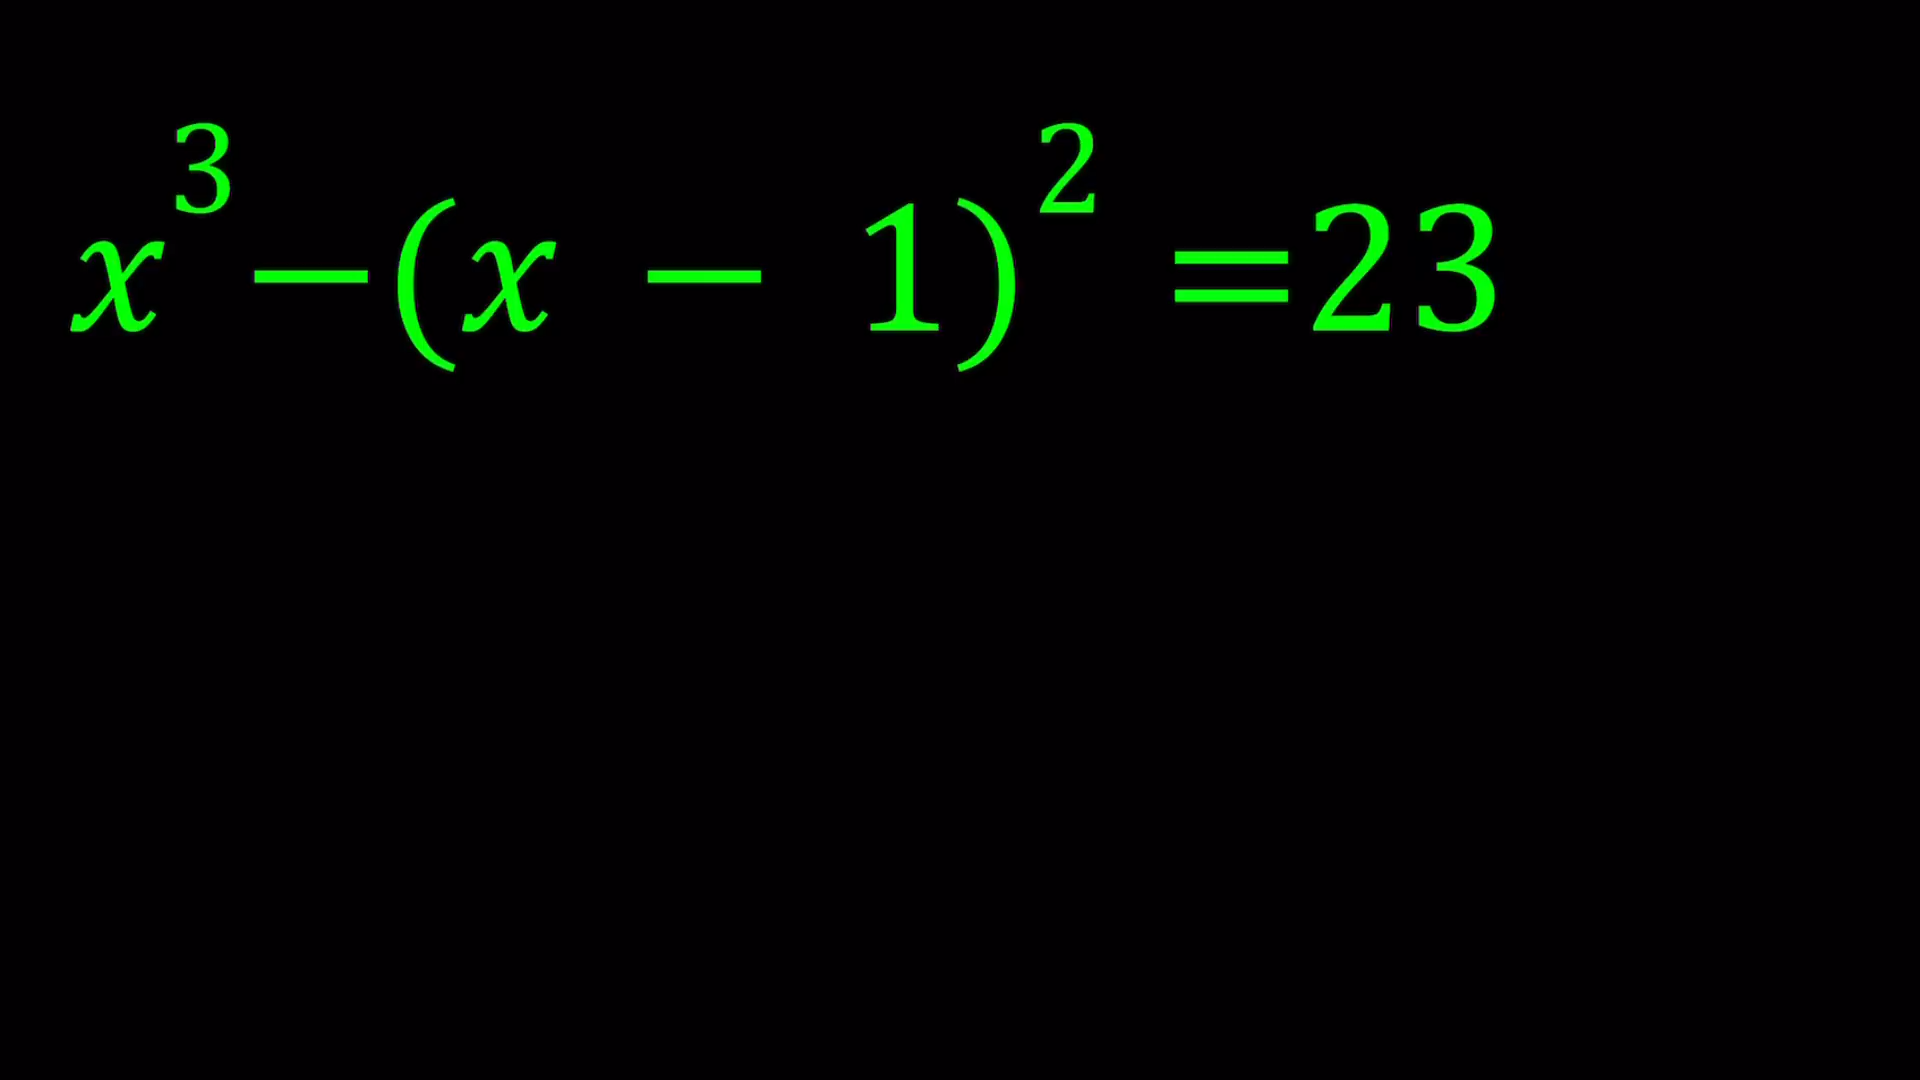 x³−(x − 1)² =23